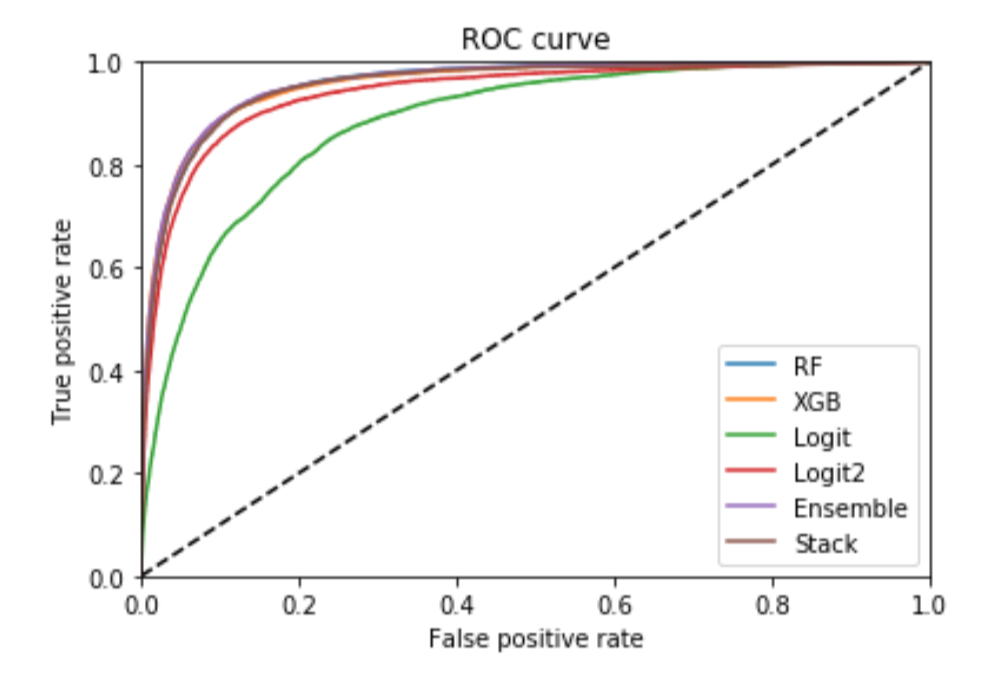 ROC curve
1.0
0.8
0.6
0.4
0.2
0.0
True positive rate
RF
XGB
Logit
Logit2
Ensemble
Stack
0.0 0.2 0.4 0.6 0.8 1.0
False positive rate